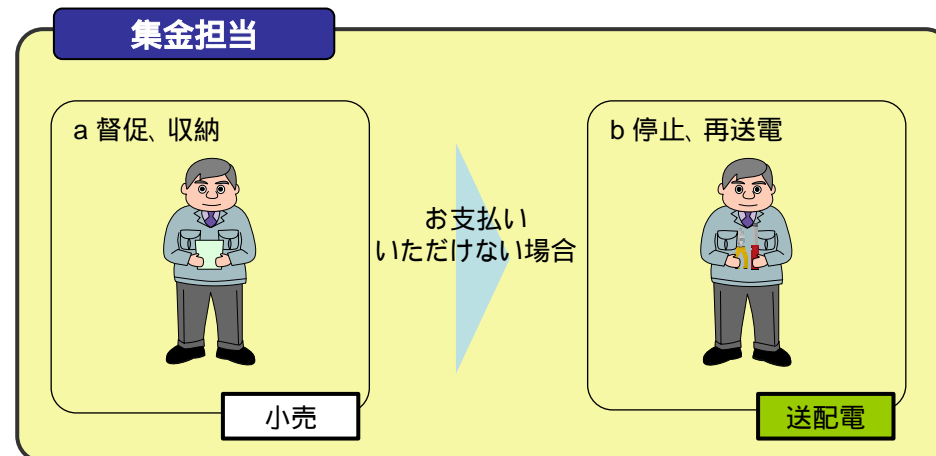 集金担当
a 督促、収納
お支払い
いただけない場合
小売
b 停止、再送電
送配電